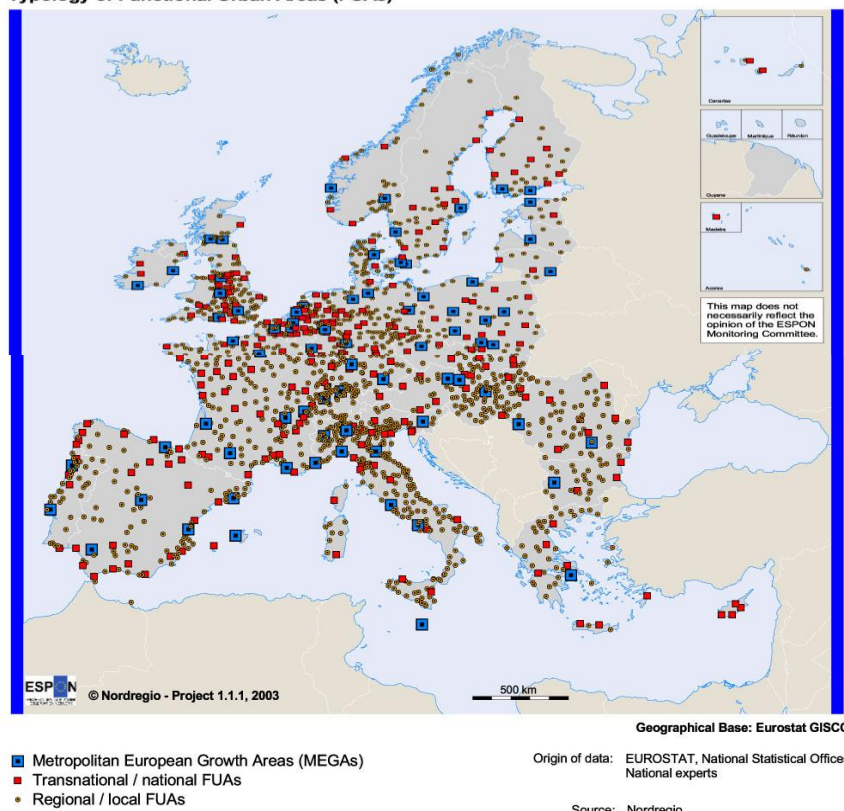 Typology of Functional Urban Areas (FUAs)
Canarias
Guadeloupe Martinique Réunion
Guyane
Madeira
Acores
This map does not
necessarily reflect the
opinion of the ESPON
Monitoring Committee.
ESPON
© Nordregio - Project 1.1.1, 2003
500 km
Geographical Base: Eurostat GISCO
Metropolitan European Growth Areas (MEGAs)
Transnational / national FUAs
Regional / local FUAs
Origin of data: EUROSTAT, National Statistical Office
National experts
Source: Nordregio